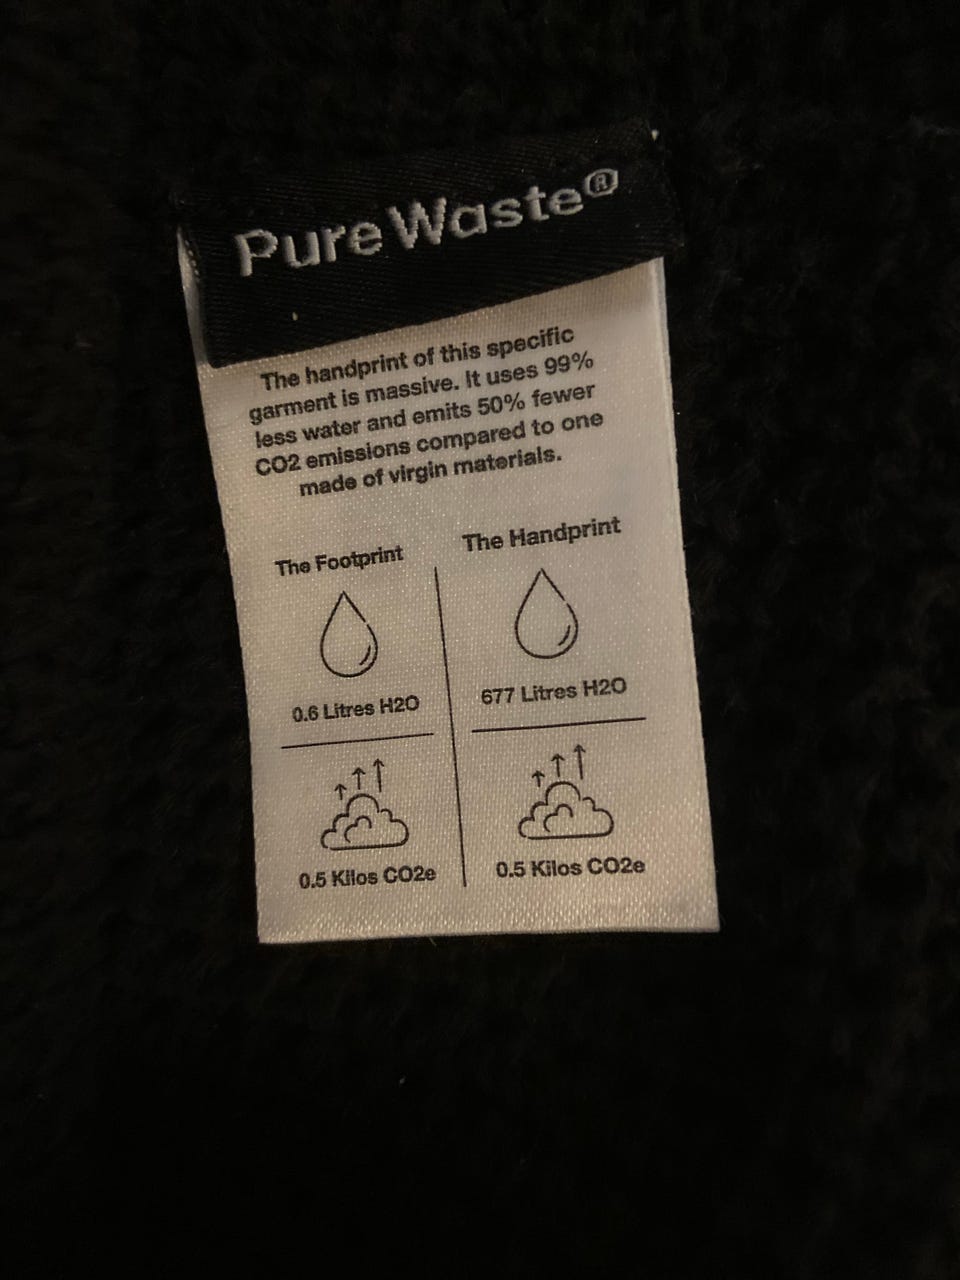 Pure Waste®
The handprint of this specific
garment is massive. It uses 99%
less water and emits 50% fewer
CO2 emissions compared to one
made of virgin materials.
The Footprint
0.6 Litres H2O
0.5 Kilos CO2e
The Handprint
677 Litres H2O
0.5 Kilos CO2e